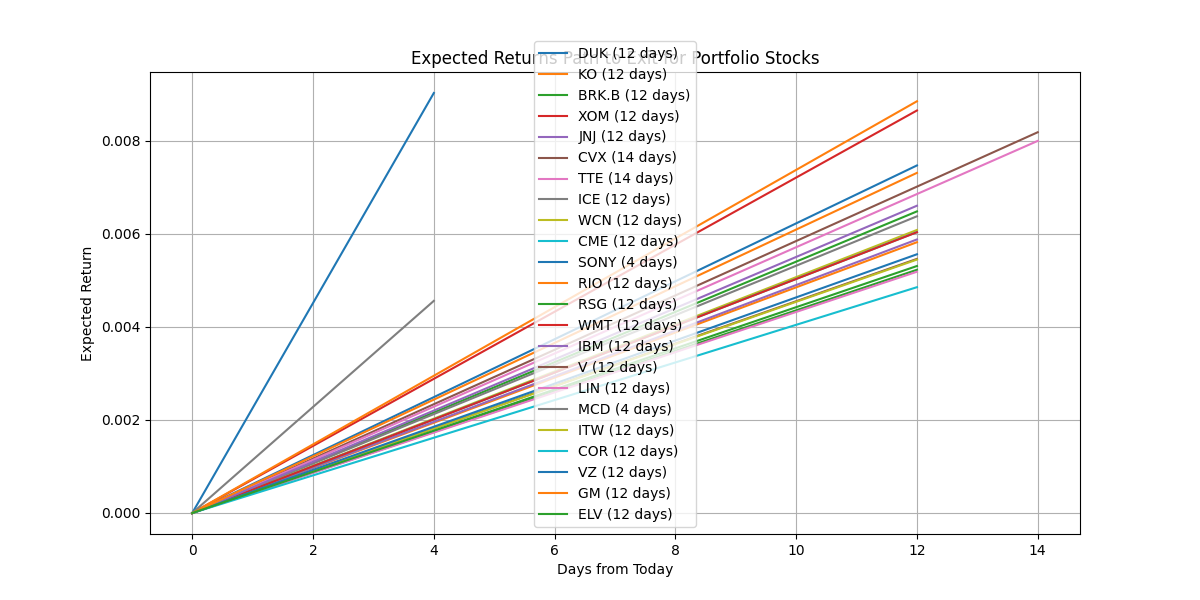 Expected Returns Path to Exit for Portfolio Stocks
DUK (12 days)
KO (12 days)
BRK.B (12 days)
XOM (12 days)
JNJ (12 days)
CVX (14 days)
TTE (14 days)
ICE (12 days)
WCN (12 days)
CME (12 days)
SONY (4 days)
RIO (12 days)
RSG (12 days)
WMT (12 days)
IBM (12 days)
V (12 days)
LIN (12 days)
MCD (4 days)
ITW (12 days)
COR (12 days)
VZ (12 days)
GM (12 days)
ELV (12 days)
Expected Return
0.008
0.006
0.004
0.002
0.000
0 2 4 6 8 10 12 14
Days from Today